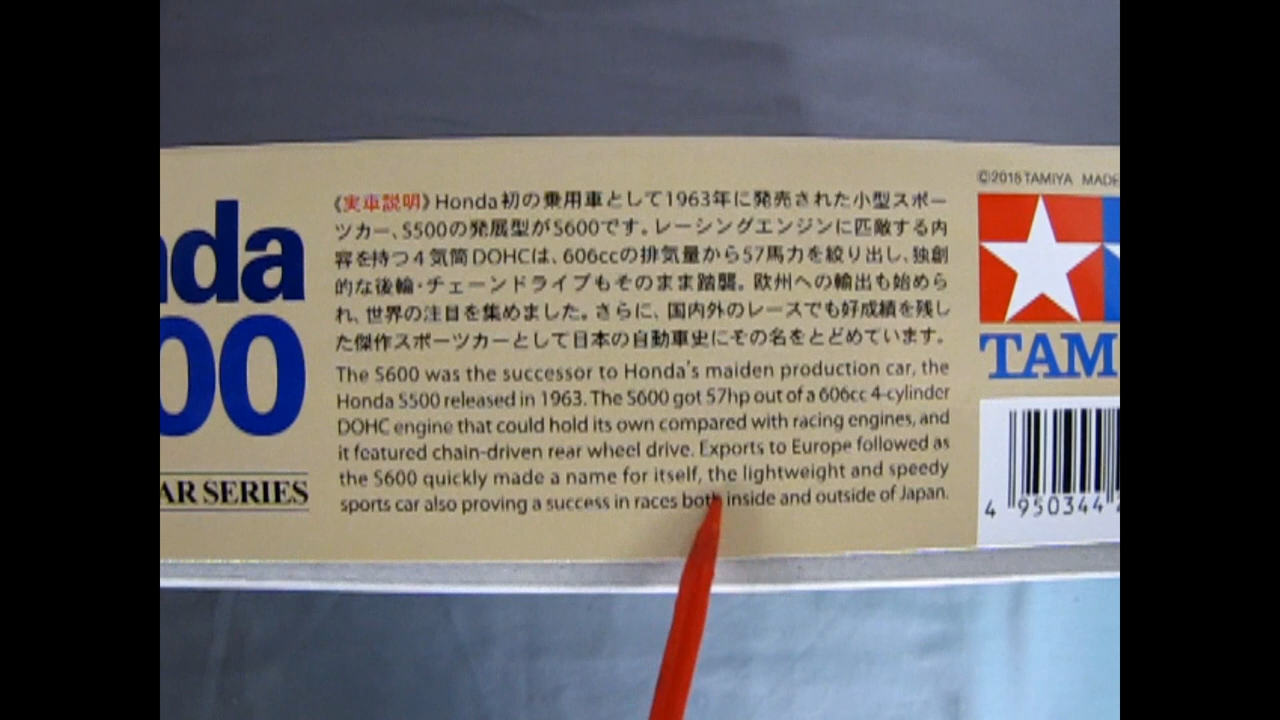 nda
00
AR SERIES
《実車説明》Honda初の乗用車として1963年に発売された小型スポー
ツカー、S500の発展型がS600です。レーシングエンジンに匹敵する内
容を持つ4気筒DOHCは、606ccの排気量から57馬力を絞り出し、独創
的な後輪・チェーンドライブもそのまま踏襲。欧州への輸出も始めら
れ、世界の注目を集めました。さらに、国内外のレースでも好成績を残し
た傑作スポーツカーとして日本の自動車史にその名をとどめています。
The S600 was the successor to Honda's maiden production car, the
Honda S500 released in 1963. The S600 got 57hp out of a 606cc 4-cylinder
DOHC engine that could hold its own compared with racing engines, and
it featured chain-driven rear wheel drive. Exports to Europe followed as
the S600 quickly made a name for itself, the lightweight and speedy
sports car also proving a success in races both inside and outside of Japan.
©2018 TAMIYA MADE
TAM
4 950344